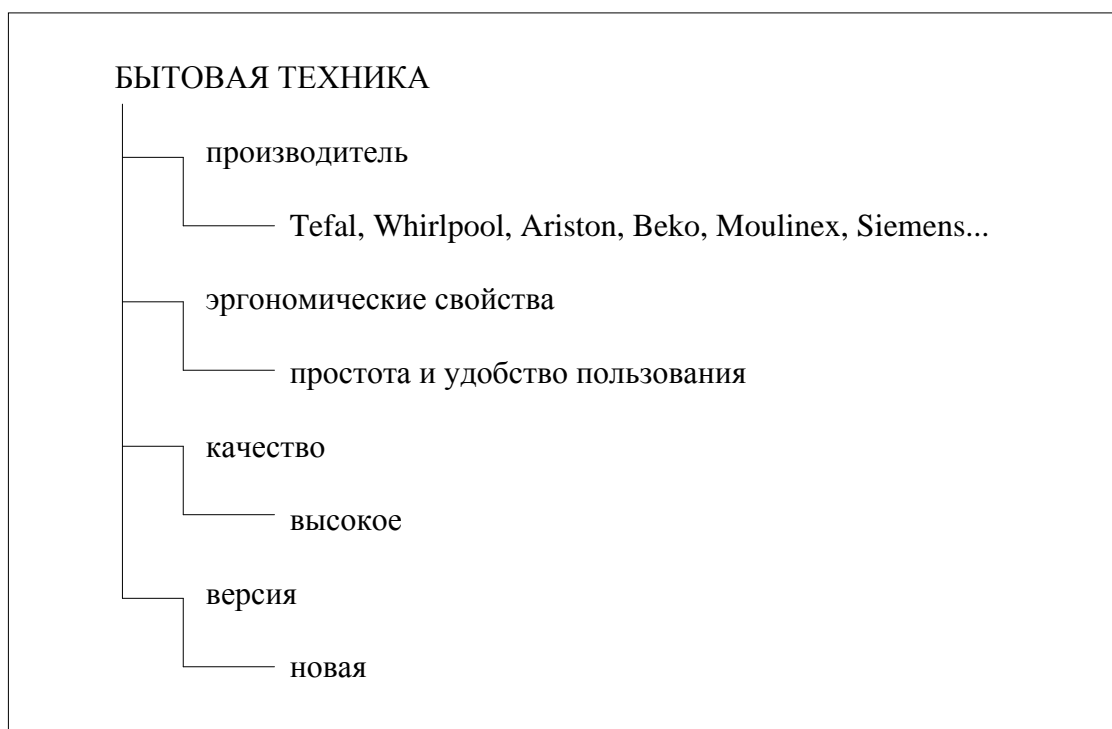 БЫТОВАЯ ТЕХНИКА
производитель
Tefal, Whirlpool, Ariston, Beko, Moulinex, Siemens...
эргономические свойства
простота и удобство пользования
качество
высокое
версия
новая